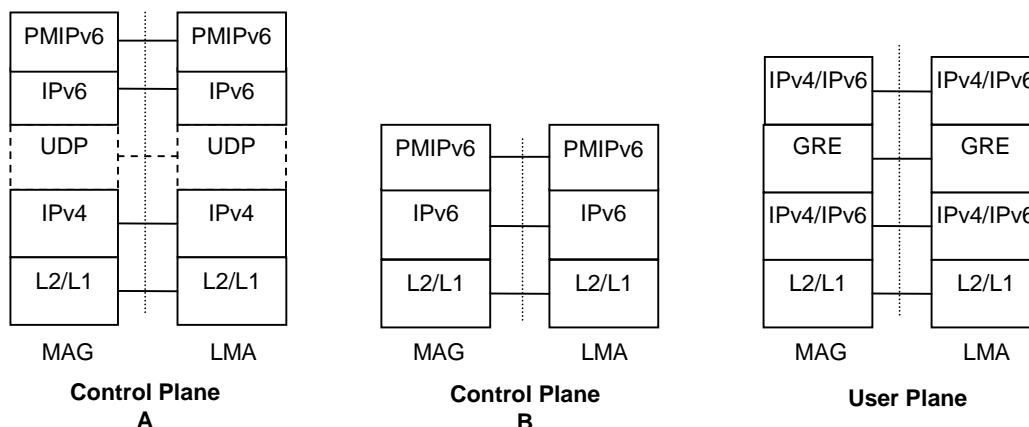 PMIPv6 PMIPv6
IPv6 IPv6
UDP UDP
IPv4 IPv4
L2/L1 L2/L1
MAG LMA
Control Plane
A
PMIPv6 PMIPv6
IPv6 IPv6
L2/L1 L2/L1
MAG LMA
Control Plane
B
IPv4/IPv6 IPv4/IPv6
GRE GRE
IPv4/IPv6 IPv4/IPv6
L2/L1 L2/L1
MAG LMA
User Plane